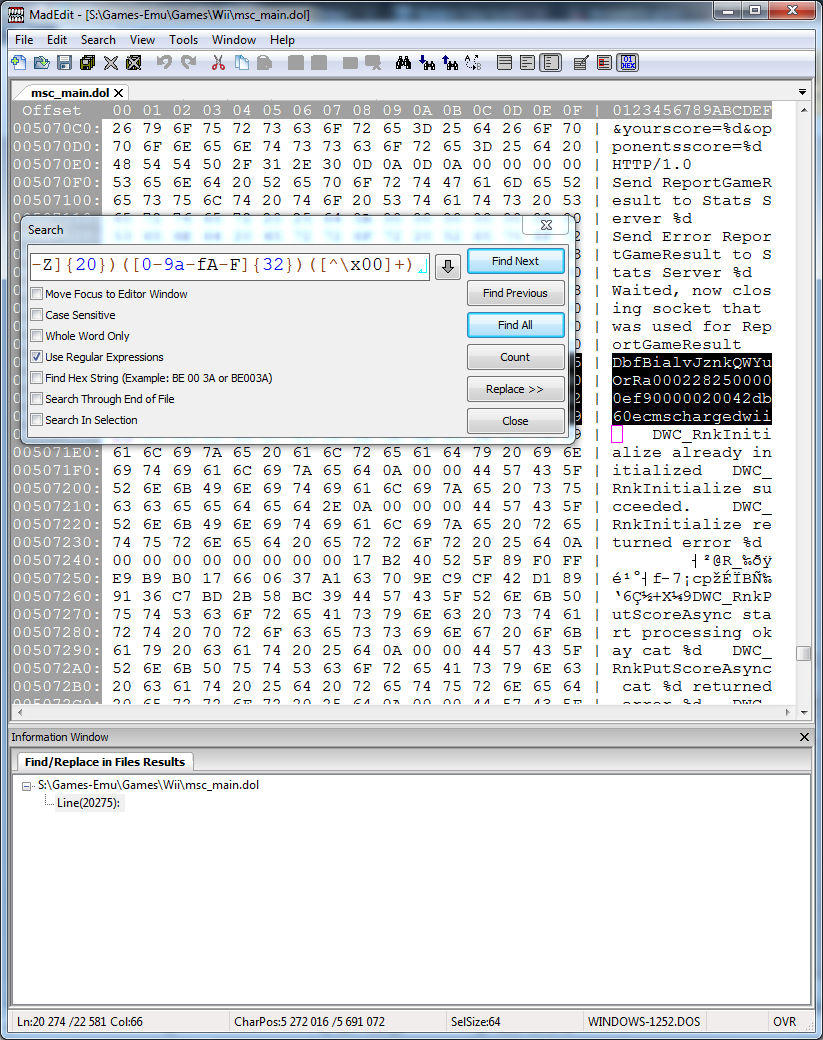 MadEdit - [S:\Games-Emu\Games\Wii\msc_main.dol]
File Edit Search View Tools Window Help
msc_main.dol
Offset 00 01 02 03 04 05 06 07 08 09 0A 0B 0C 0D 0E 0F | 0123456789ABCDEF
005070C0: 26 79 6F 75 72 73 63 6F 72 65 3D 25 64 26 6F 70 | &yourscore=%d&op
005070D0: 70 6F 6E 65 6E 74 73 73 63 6F 72 65 3D 25 64 20 | ponentsscore=%d
005070E0: 48 54 54 50 2F 31 2E 30 0D 0A 0D 0A 00 00 00 00 | HTTP/1.0
005070F0: 53 65 6E 64 20 52 65 70 6F 72 74 47 61 6D 65 52 | Send ReportGameR
00507100: 65 73 75 6C 74 20 74 6F 20 53 74 61 74 73 20 53 | esult to Stats S
erver %d
Send Error Repor
tGameResult to S
tats Server %d
Waited, now clos
ing socket that
was used for Rep
ortGameResult
DbfBialvJznkQWYu
OrRa000228250000
0ef90000020042db
60ecmschargedwii
DWC_RnkIniti
Search
-Z]{20})([0-9a-fA-F]{32})([^\x00]+)
Find Next
Move Focus to Editor Window
Find Previous
Case Sensitive
Find All
Whole Word Only
Use Regular Expressions
Count
Find Hex String (Example: BE 00 3A or BE003A)
Replace >>
Search Through End of File
Search In Selection
Close
005071E0: 61 6C 69 7A 65 20 61 6C 72 65 61 64 79 20 69 6E | alize already in
005071F0: 69 74 69 61 6C 69 7A 65 64 0A 00 00 44 57 43 5F | itialized DWC_
00507200: 52 6E 6B 49 6E 69 74 69 61 6C 69 7A 65 20 73 75 | RnkInitialize su
00507210: 63 63 65 65 64 65 64 2E 0A 00 00 00 44 57 43 5F | cceeded. DWC_
00507220: 52 6E 6B 49 6E 69 74 69 61 6C 69 7A 65 20 72 65 | RnkInitialize re
00507230: 74 75 72 6E 65 64 20 65 72 72 6F 72 20 25 64 0A | turned error %d
00507240: 00 00 00 00 00 00 00 00 17 B2 40 52 5F 89 F0 FF | ┤²@R_‰ðÿ
00507250: E9 B9 B0 17 66 06 37 A1 63 70 9E C9 CF 42 D1 89 | é¹°┤f-7¡cpžÉÏBÑ‰
00507260: 91 36 C7 BD 2B 58 BC 39 44 57 43 5F 52 6E 6B 50 | ‘6Ç½+X¼9DWC_RnkP
00507270: 75 74 53 63 6F 72 65 41 73 79 6E 63 20 73 74 61 | utScoreAsync sta
00507280: 72 74 20 70 72 6F 63 65 73 73 69 6E 67 20 6F 6B | rt processing ok
00507290: 61 79 20 63 61 74 20 25 64 0A 00 00 44 57 43 5F | ay cat %d DWC_
005072A0: 52 6E 6B 50 75 74 53 63 6F 72 65 41 73 79 6E 63 | RnkPutScoreAsync
005072B0: 20 63 61 74 20 25 64 20 72 65 74 75 72 6E 65 64 | cat %d returned
005072C0: 20 65 72 72 6F 72 20 25 64 0A 00 00 44 57 43 5F | error %d DWC_
Information Window
Find/Replace in Files Results
S:\Games-Emu\Games\Wii\msc_main.dol
Line(20275):
Ln:20 274 /22 581 Col:66 CharPos:5 272 016 /5 691 072 SelSize:64 WINDOWS-1252.DOS OVR